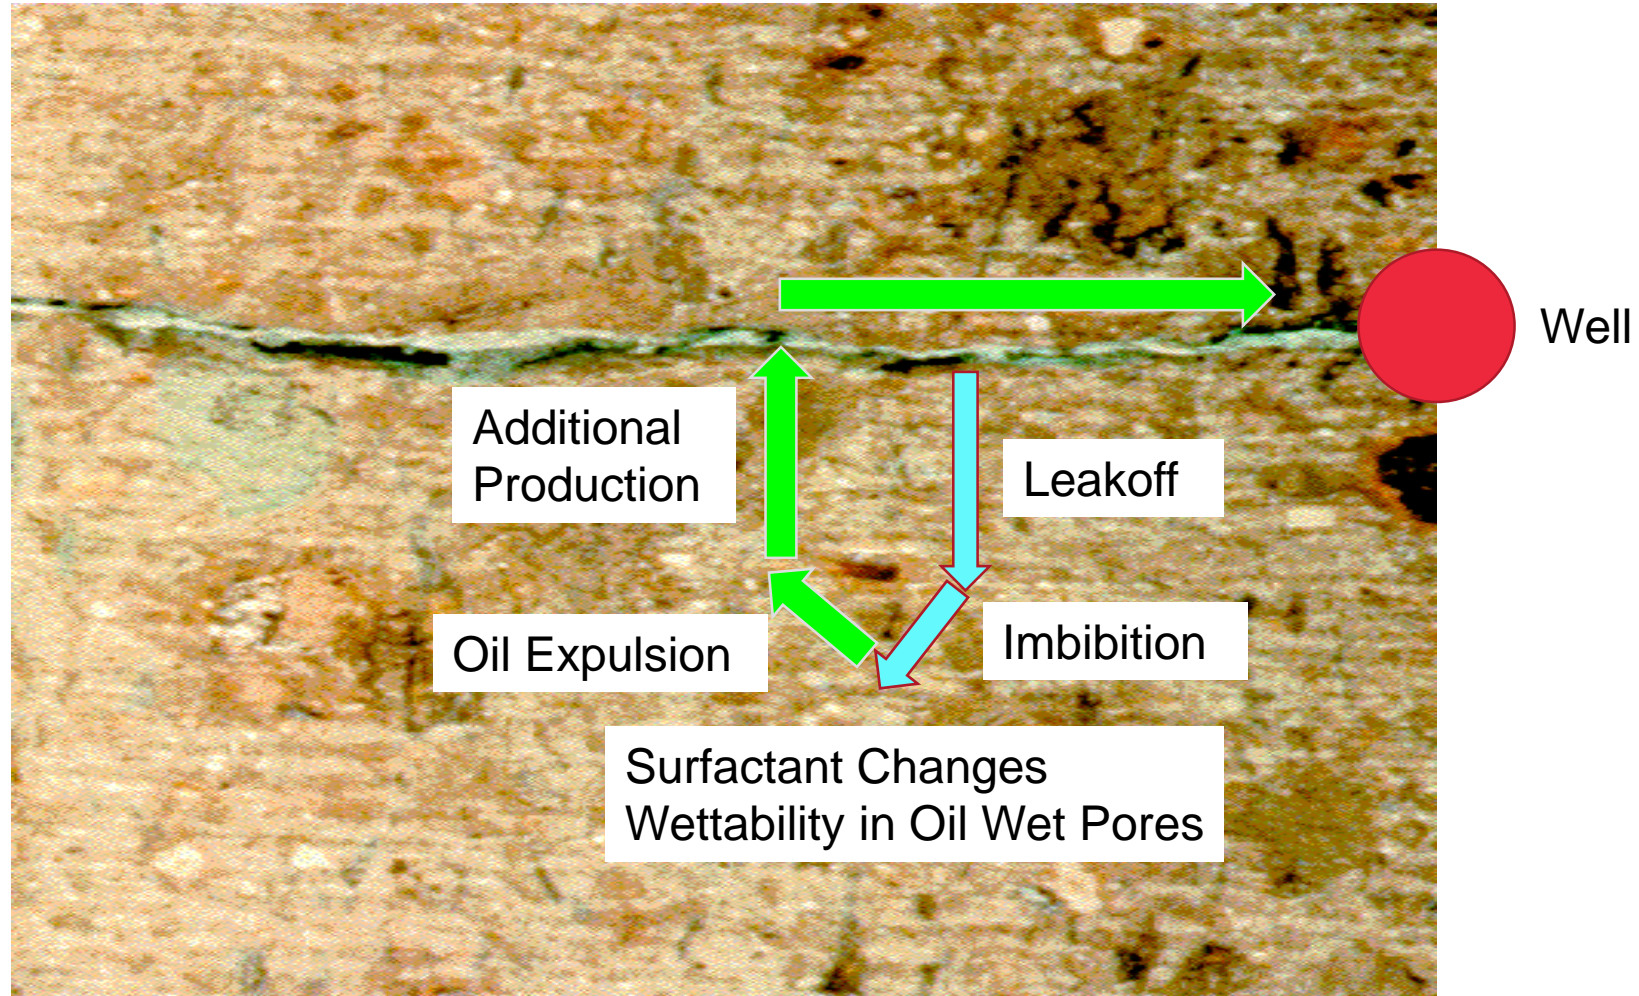 Well
Additional
Production
Leakoff
Oil Expulsion
Imbibition
Surfactant Changes
Wettability in Oil Wet Pores